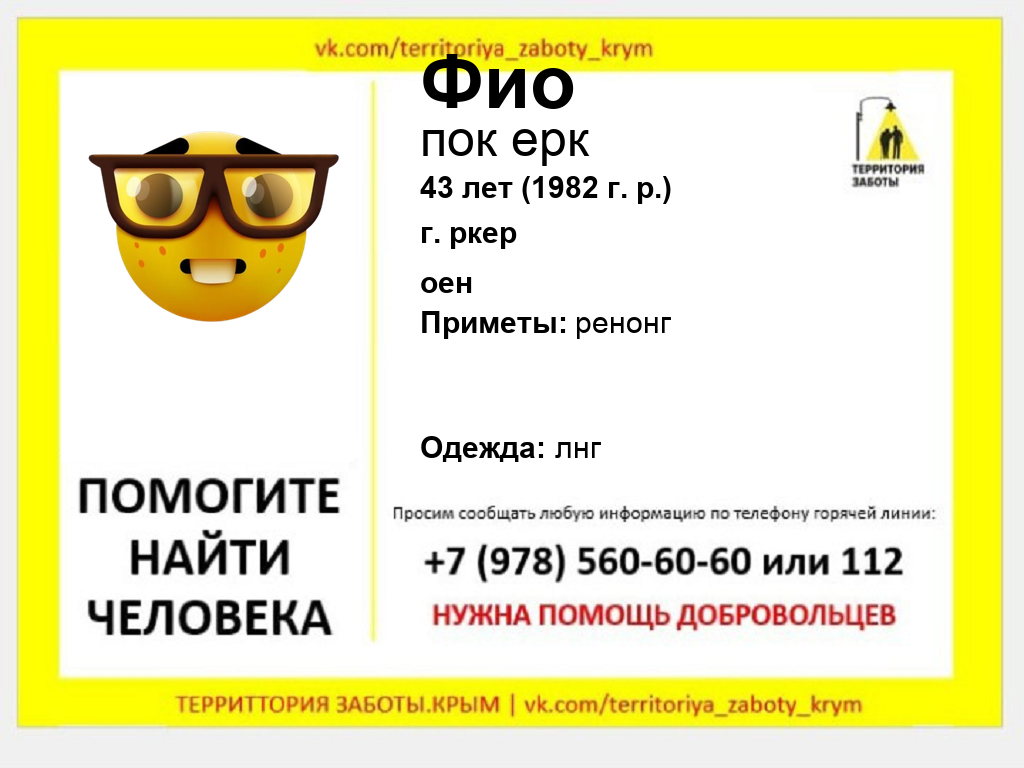 vk.com/territoriya_zaboty_krym
Фио
пок ерк
43 лет (1982 г. р.)
г. ркер
оен
Приметы: ренонг
Одежда: лнг
ТЕРРИТОРИЯ
ЗАБОТЫ
ПОМОГИТЕ
НАЙТИ
ЧЕЛОВЕКА
Просим сообщать любую информацию по телефону горячей линии:
+7 (978) 560-60-60 или 112
НУЖНА ПОМОЩЬ ДОБРОВОЛЬЦЕВ
ТЕРРИТТОРИЯ ЗАБОТЫ.КРЫМ | vk.com/territoriya_zaboty_krym